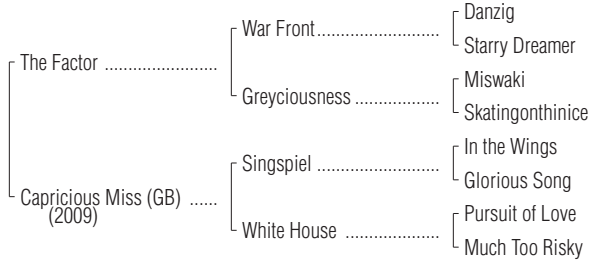 Danzig
War Front
Starry Dreamer
The Factor
Miswaki
Greyciousness
Skatingonthinice
In the Wings
Singspiel
Glorious Song
Capricious Miss (GB)
(2009)
Pursuit of Love
White House
Much Too Risky